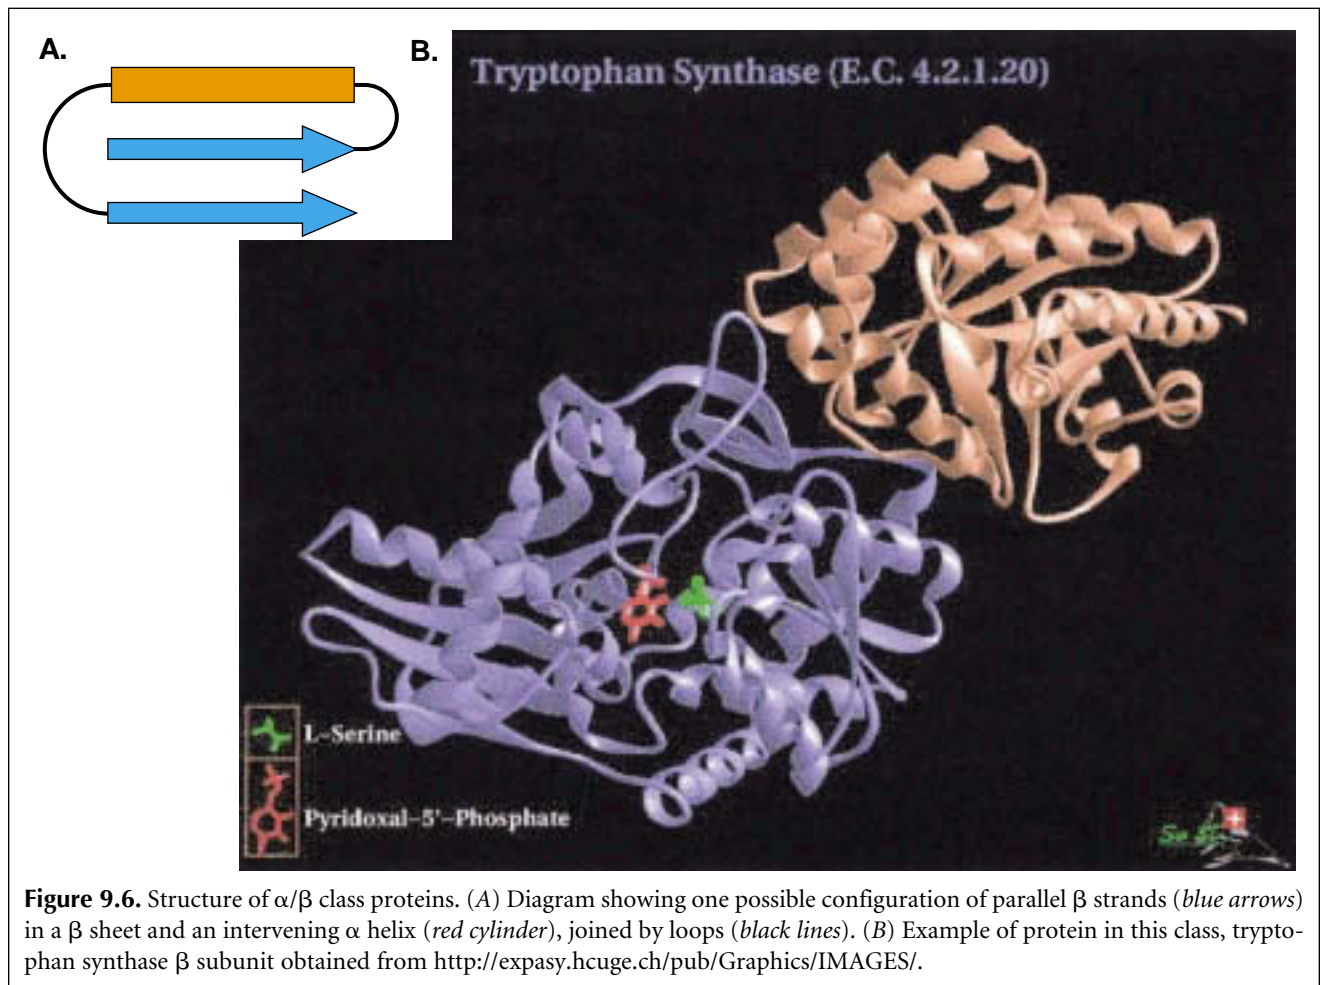 A.
B.
Tryptophan Synthase (E.C. 4.2.1.20)
L–Serine
Pyridoxal–5'–Phosphate
Figure 9.6. Structure of α/β class proteins. (A) Diagram showing one possible configuration of parallel β strands (blue arrows)
in a β sheet and an intervening α helix (red cylinder), joined by loops (black lines). (B) Example of protein in this class, trypto-
phan synthase β subunit obtained from http://expasy.hcuge.ch/pub/Graphics/IMAGES/.